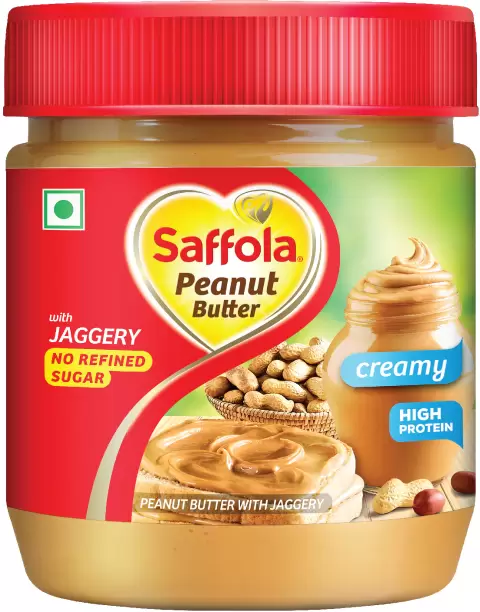 Saffola®
Peanut
Butter
with
JAGGERY
NO REFINED
SUGAR
creamy
HIGH
PROTEIN
PEANUT BUTTER WITH JAGGERY